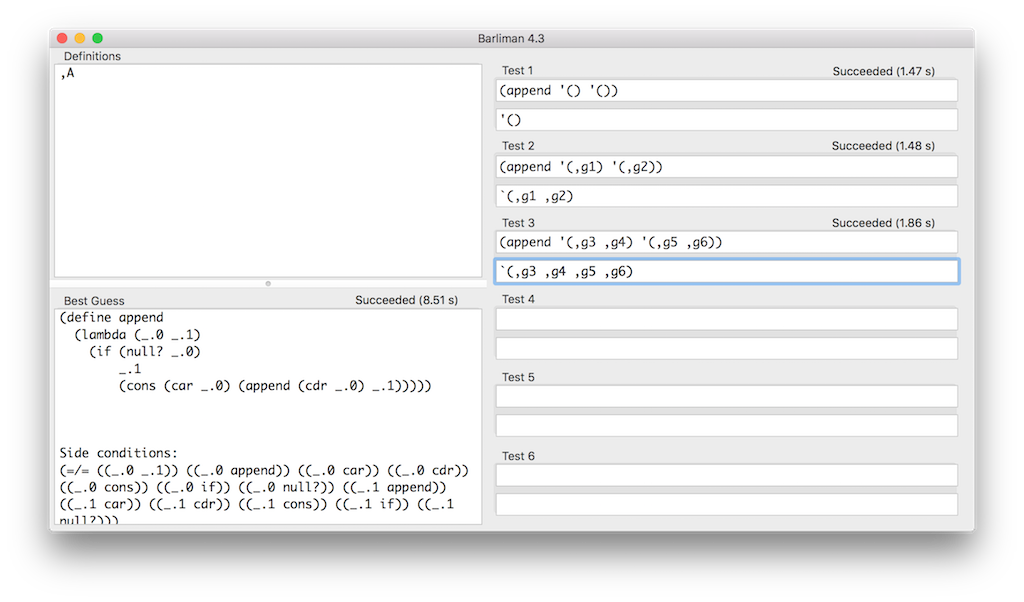 Barliman 4.3
Definitions
,A
Best Guess
Succeeded (8.51 s)
(define append
(lambda (_.0 _.1)
(if (null? _.0)
_.1
(cons (car _.0) (append (cdr _.0) _.1)))))
Side conditions:
(=/= ((_.0 _.1)) ((_.0 append)) ((_.0 car)) ((_.0 cdr))
((_.0 cons)) ((_.0 if)) ((_.0 null?)) ((_.1 append))
((_.1 car)) ((_.1 cdr)) ((_.1 cons)) ((_.1 if)) ((_.1
null?)))
Test 1
Succeeded (1.47 s)
(append '() '())
'()
Test 2
Succeeded (1.48 s)
(append '(,g1) '(,g2))
`(,g1 ,g2)
Test 3
Succeeded (1.86 s)
(append '(,g3 ,g4) '(,g5 ,g6))
`(,g3 ,g4 ,g5 ,g6)
Test 4
Test 5
Test 6